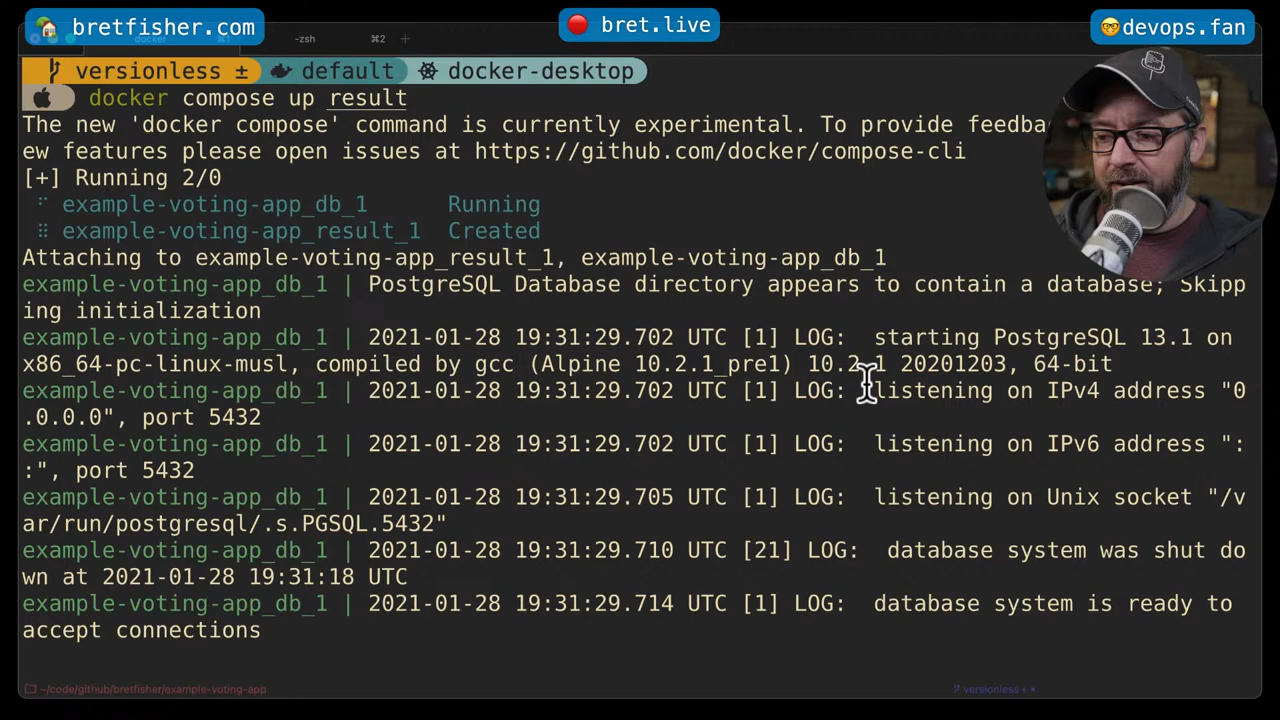 bretfisher.com
bret.live
devops.fan
docker ⌘1 -zsh ⌘2 +
versionless ± default docker-desktop
docker compose up result
The new 'docker compose' command is currently experimental. To provide feedba
ew features please open issues at https://github.com/docker/compose-cli
[+] Running 2/0
example-voting-app_db_1 Running
example-voting-app_result_1 Created
Attaching to example-voting-app_result_1, example-voting-app_db_1
example-voting-app_db_1 | PostgreSQL Database directory appears to contain a database; Skipp
ing initialization
example-voting-app_db_1 | 2021-01-28 19:31:29.702 UTC [1] LOG:  starting PostgreSQL 13.1 on
x86_64-pc-linux-musl, compiled by gcc (Alpine 10.2.1_pre1) 10.2.1 20201203, 64-bit
example-voting-app_db_1 | 2021-01-28 19:31:29.702 UTC [1] LOG:  listening on IPv4 address "0
.0.0.0", port 5432
example-voting-app_db_1 | 2021-01-28 19:31:29.702 UTC [1] LOG:  listening on IPv6 address ":
:", port 5432
example-voting-app_db_1 | 2021-01-28 19:31:29.705 UTC [1] LOG:  listening on Unix socket "/v
ar/run/postgresql/.s.PGSQL.5432"
example-voting-app_db_1 | 2021-01-28 19:31:29.710 UTC [21] LOG:  database system was shut do
wn at 2021-01-28 19:31:18 UTC
example-voting-app_db_1 | 2021-01-28 19:31:29.714 UTC [1] LOG:  database system is ready to
accept connections
~/code/github/bretfisher/example-voting-app versionless